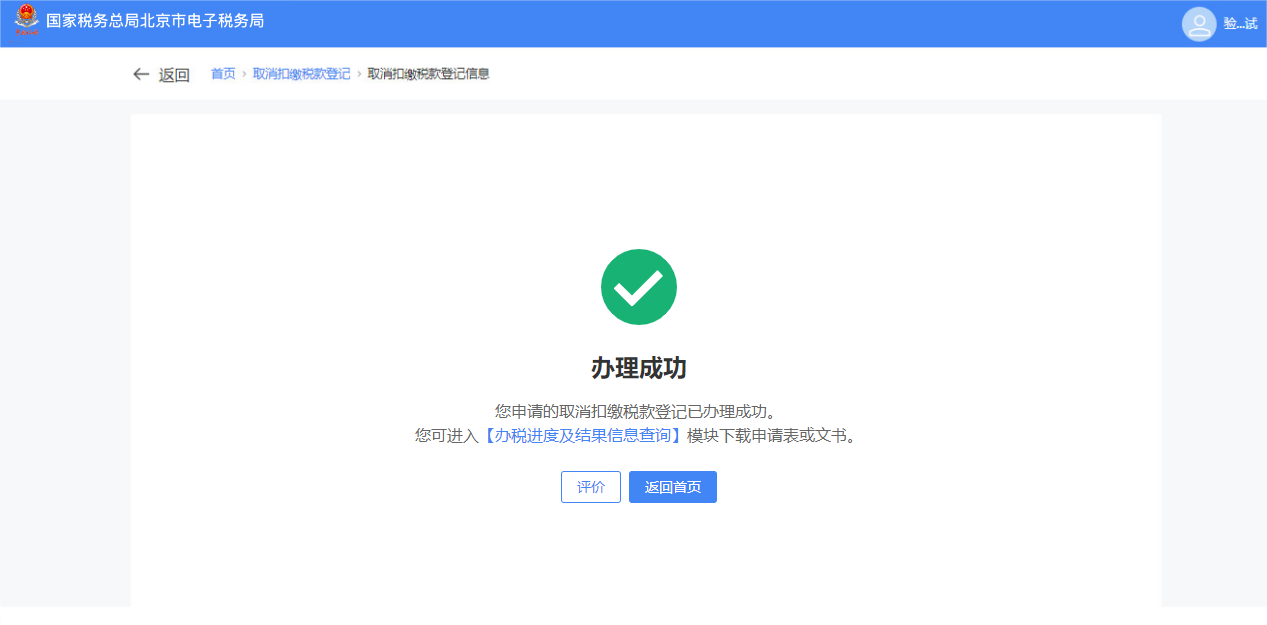 国家税务总局北京市电子税务局
验...试
返回 首页 › 取消扣缴税款登记 › 取消扣缴税款登记信息
办理成功
您申请的取消扣缴税款登记已办理成功。
您可进入【办税进度及结果信息查询】模块下载申请表或文书。
评价 返回首页